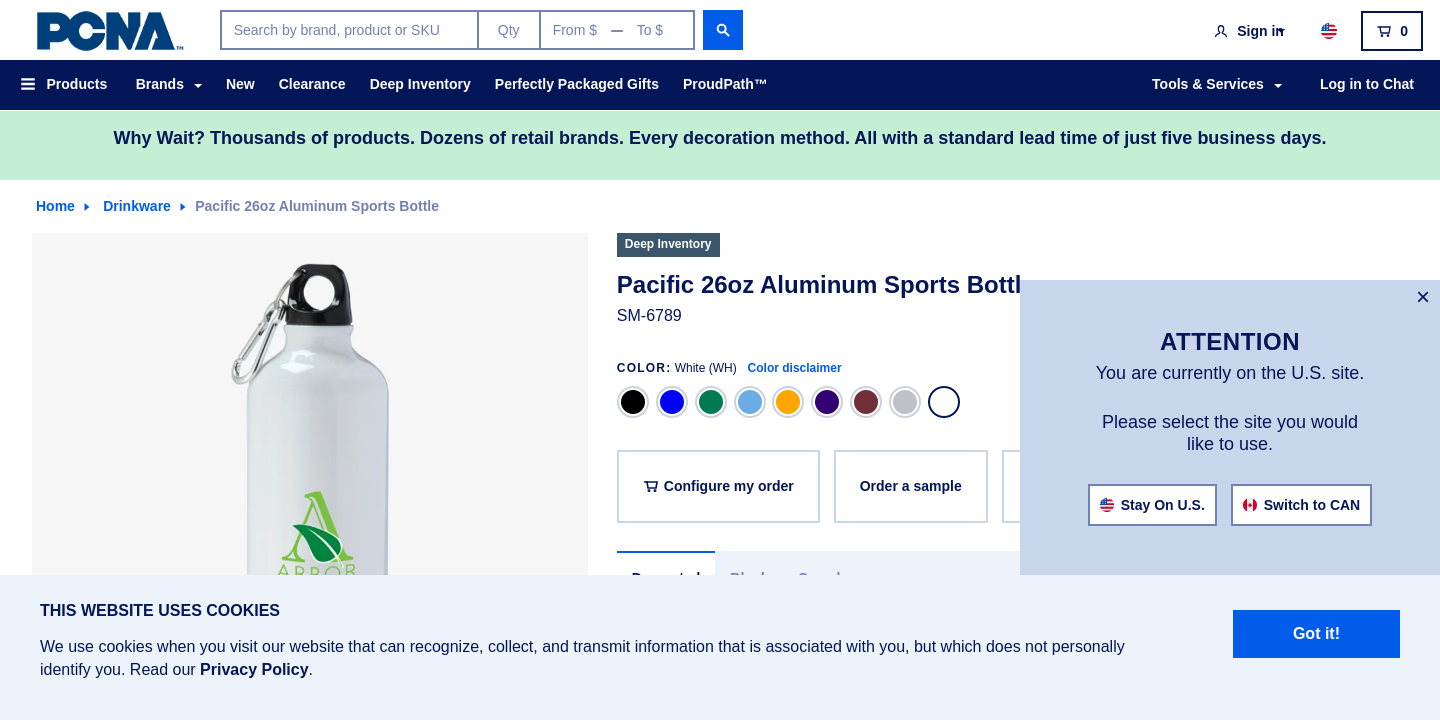 PCNA™
Search by brand, product or SKU
Qty
From $ — To $
Sign in
0
Products
Brands
New
Clearance
Deep Inventory
Perfectly Packaged Gifts
ProudPath™
Tools & Services
Log in to Chat
Why Wait? Thousands of products. Dozens of retail brands. Every decoration method. All with a standard lead time of just five business days.
Home
Drinkware
Pacific 26oz Aluminum Sports Bottle
Deep Inventory
Pacific 26oz Aluminum Sports Bottl
SM-6789
COLOR: White (WH) Color disclaimer
Configure my order
Order a sample
ARBOR
×
ATTENTION
You are currently on the U.S. site.
Please select the site you would
like to use.
Stay On U.S.
Switch to CAN
THIS WEBSITE USES COOKIES
We use cookies when you visit our website that can recognize, collect, and transmit information that is associated with you, but which does not personally
identify you. Read our Privacy Policy.
Got it!